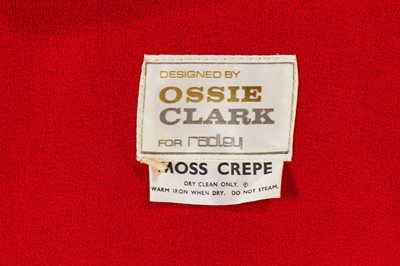 DESIGNED BY
OSSIE
CLARK
FOR radley
MOSS CREPE
DRY CLEAN ONLY. Ⓟ
WARM IRON WHEN DRY. DO NOT STEAM.